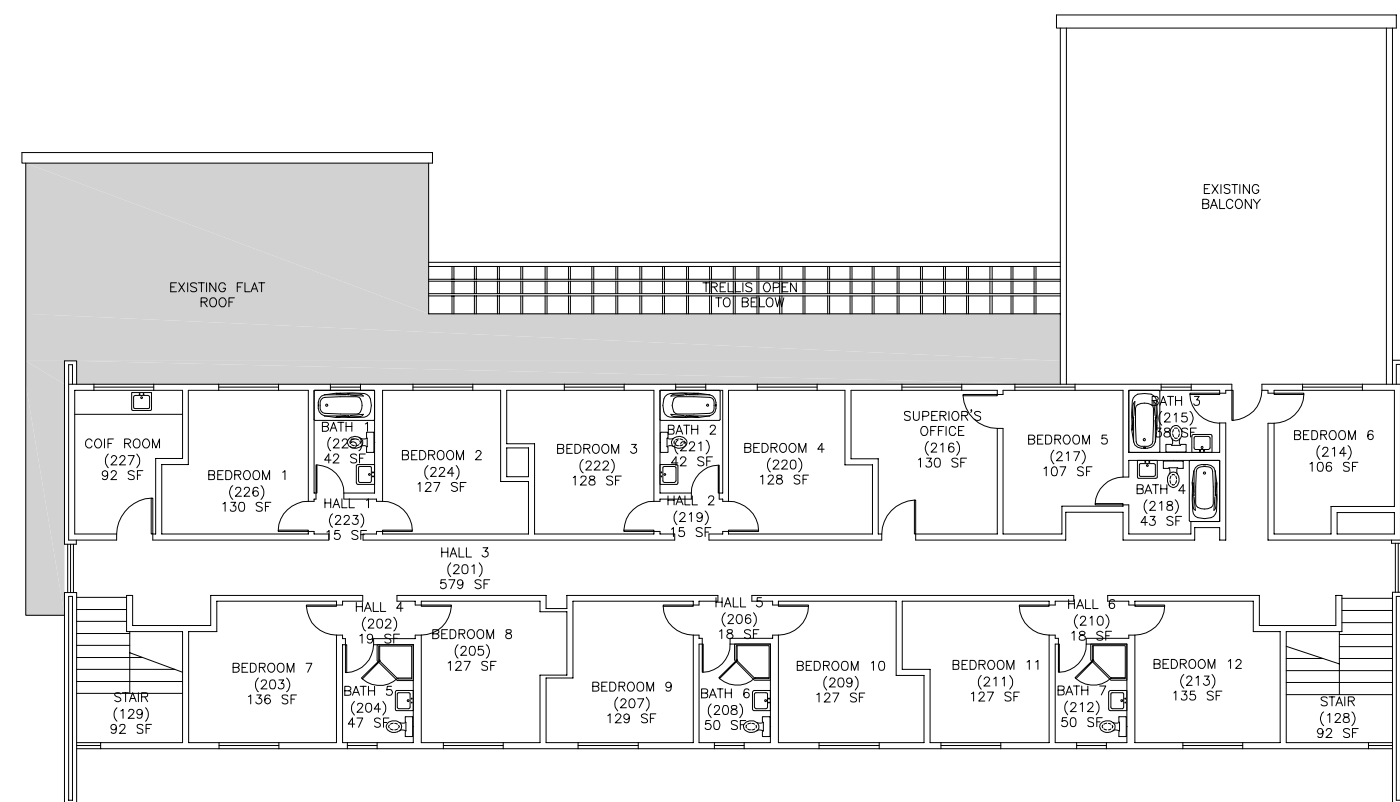 EXISTING
BALCONY
EXISTING FLAT
ROOF
TRELLIS OPEN
TO BELOW
COIF ROOM
(227)
92 SF
BEDROOM 1
(226)
130 SF
BATH 1
(225)
42 SF
HALL 1
(223)
15 SF
BEDROOM 2
(224)
127 SF
BEDROOM 3
(222)
128 SF
BATH 2
(221)
42 SF
HALL 2
(219)
15 SF
BEDROOM 4
(220)
128 SF
SUPERIOR'S
OFFICE
(216)
130 SF
BEDROOM 5
(217)
107 SF
BATH 3
(215)
38 SF
BATH 4
(218)
43 SF
BEDROOM 6
(214)
106 SF
HALL 3
(201)
579 SF
STAIR
(129)
92 SF
BEDROOM 7
(203)
136 SF
HALL 4
(202)
19 SF
BATH 5
(204)
47 SF
BEDROOM 8
(205)
127 SF
BEDROOM 9
(207)
129 SF
HALL 5
(206)
18 SF
BATH 6
(208)
50 SF
BEDROOM 10
(209)
127 SF
BEDROOM 11
(211)
127 SF
HALL 6
(210)
18 SF
BATH 7
(212)
50 SF
BEDROOM 12
(213)
135 SF
STAIR
(128)
92 SF